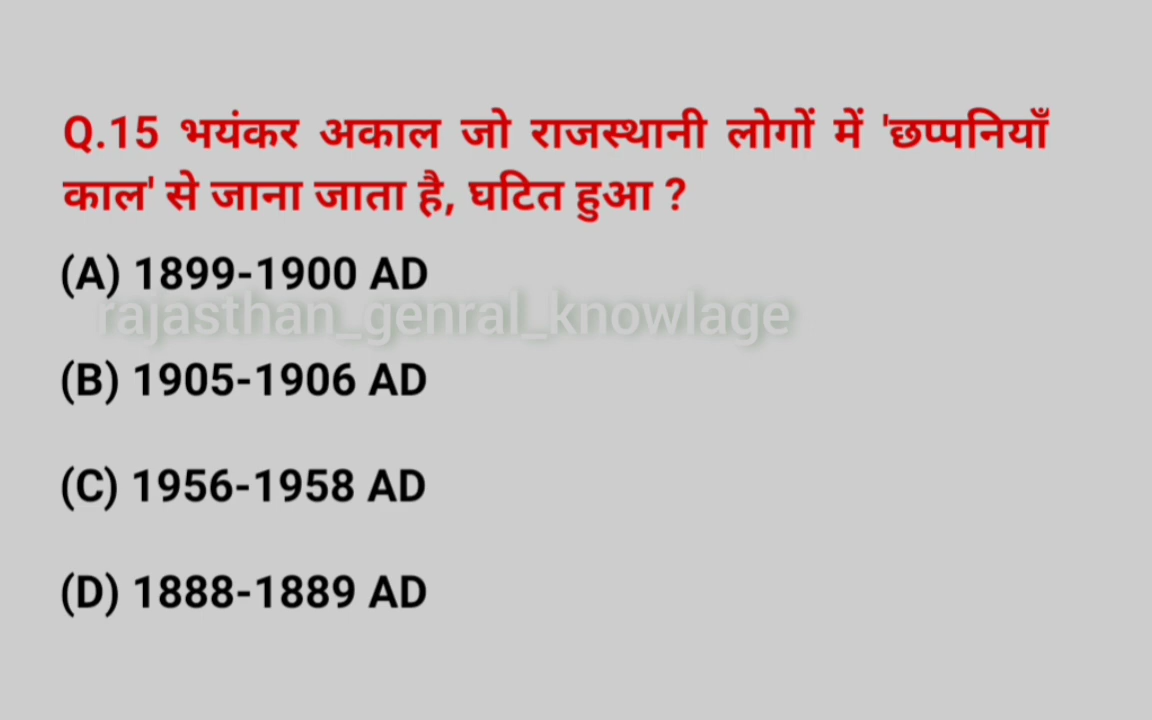 Q.15 भयंकर अकाल जो राजस्थानी लोगों में 'छप्पनियाँ
काल' से जाना जाता है, घटित हुआ ?
(A) 1899-1900 AD
rajasthan_genral_knowlage
(B) 1905-1906 AD
(C) 1956-1958 AD
(D) 1888-1889 AD